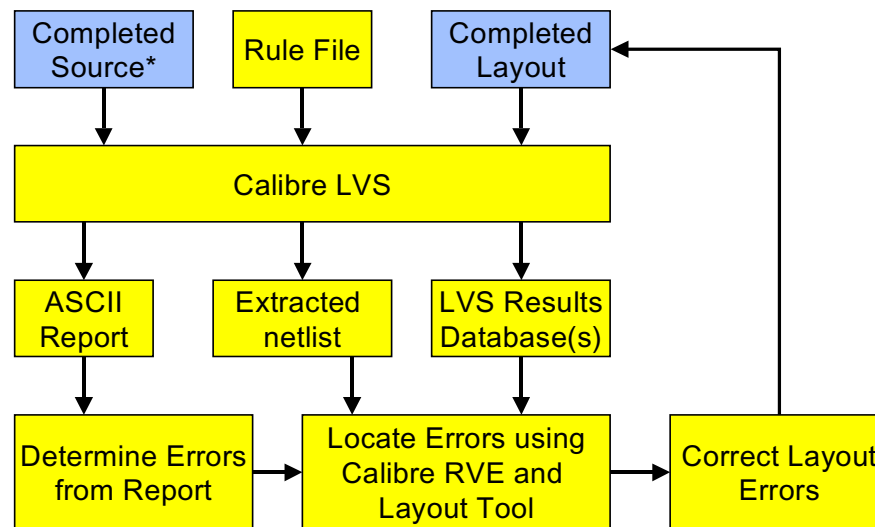 Completed
Source*
Rule File
Completed
Layout
Calibre LVS
ASCII
Report
Extracted
netlist
LVS Results
Database(s)
Determine Errors
from Report
Locate Errors using
Calibre RVE and
Layout Tool
Correct Layout
Errors